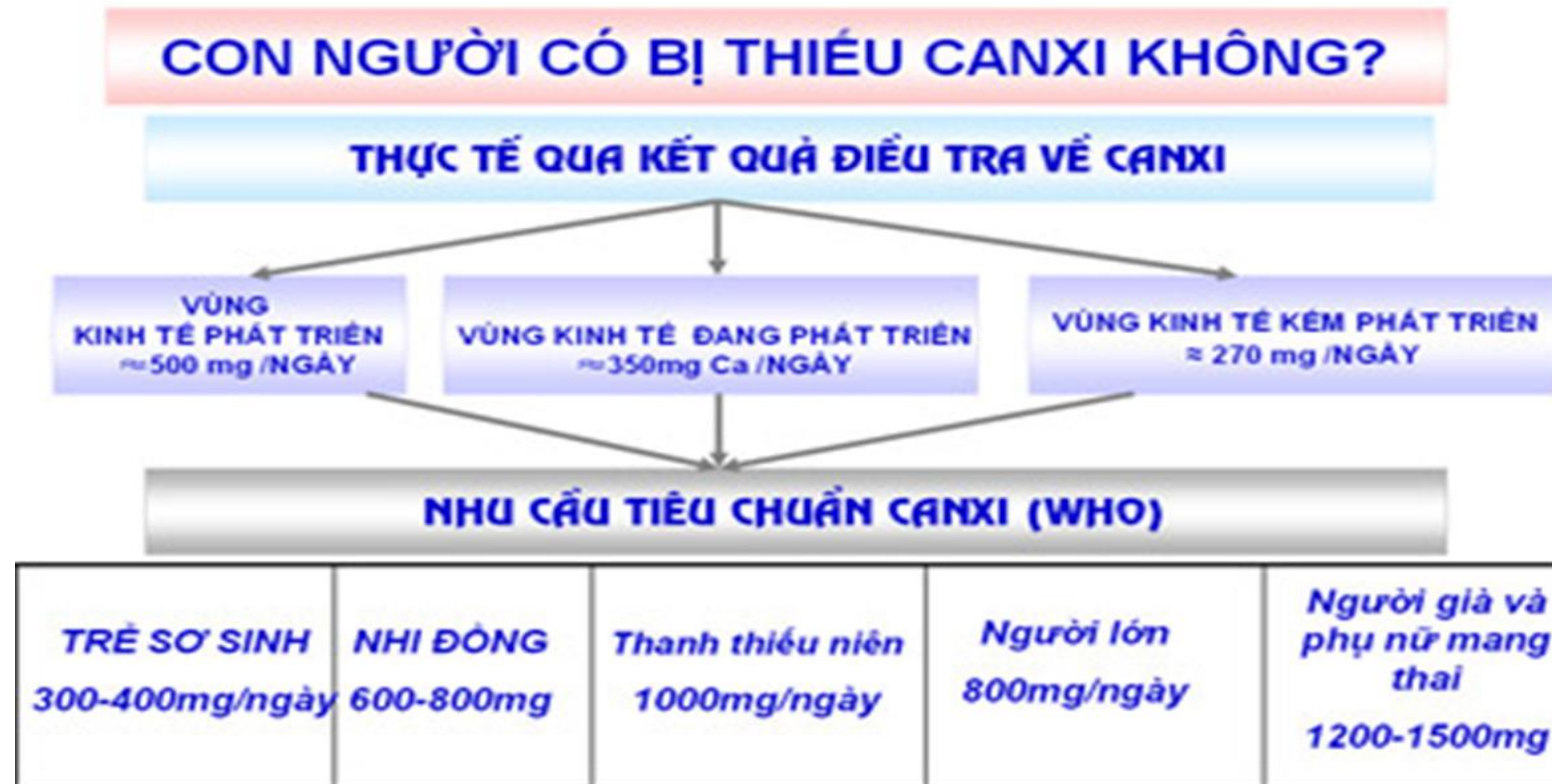 CON NGƯỜI CÓ BỊ THIẾU CANXI KHÔNG?
THỰC TẾ QUA KẾT QUẢ ĐIỀU TRA VỀ CANXI
VÙNG
KINH TẾ PHÁT TRIỂN
≈500 mg /NGÀY
VÙNG KINH TẾ ĐANG PHÁT TRIỂN
≈350mg Ca /NGÀY
VÙNG KINH TẾ KÉM PHÁT TRIỂN
≈ 270 mg /NGÀY
NHU CẦU TIÊU CHUẨN CANXI (WHO)
TRẺ SƠ SINH
300-400mg/ngày
NHI ĐỒNG
600-800mg
Thanh thiếu niên
1000mg/ngày
Người lớn
800mg/ngày
Người già và
phụ nữ mang
thai
1200-1500mg